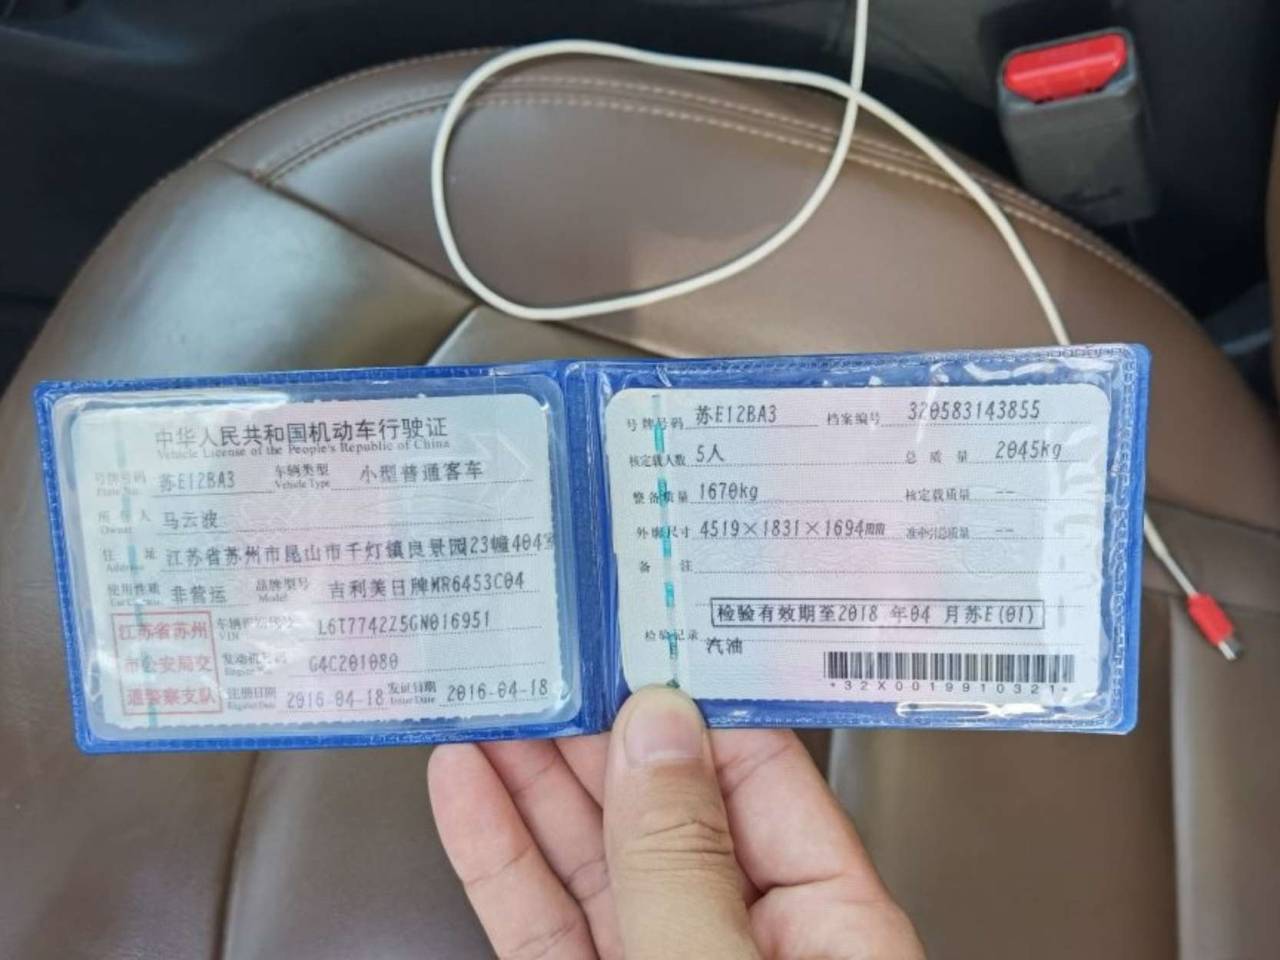 中华人民共和国机动车行驶证
Vehicle License of the People's Republic of China
号牌号码 苏E12BA3 车辆类型 小型普通客车
Plate No. Vehicle Type
所有人 马云波
Owner
住址 江苏省苏州市昆山市千灯镇良景园23幢404室
Address
使用性质 非营运 品牌型号 吉利美日牌MR6453C04
Use Character Model
江苏省苏州
市公安局交
通警察支队
车辆识别代号 L6T7742Z5GN016951
VIN
发动机号码 G4C201080
Engine No.
注册日期 2016-04-18 发证日期 2016-04-18
Register Date Issue Date
号牌号码 苏E12BA3 档案编号 320583143855
核定载人数 5人 总质量 2045kg
整备质量 1670kg 核定载质量 --
外廓尺寸 4519×1831×1694mm 准牵引总质量 --
备注
检验有效期至2018 年04 月苏E(01)
检验记录
汽油
*32X0019910321*